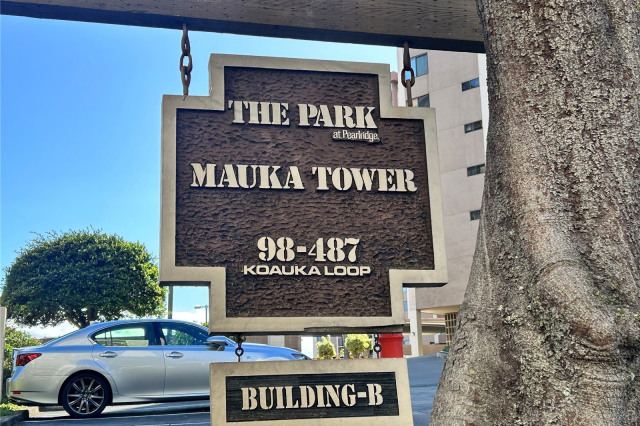 THE PARK
at Pearlridge
MAUKA TOWER
98-487
KOAUKA LOOP
BUILDING-B